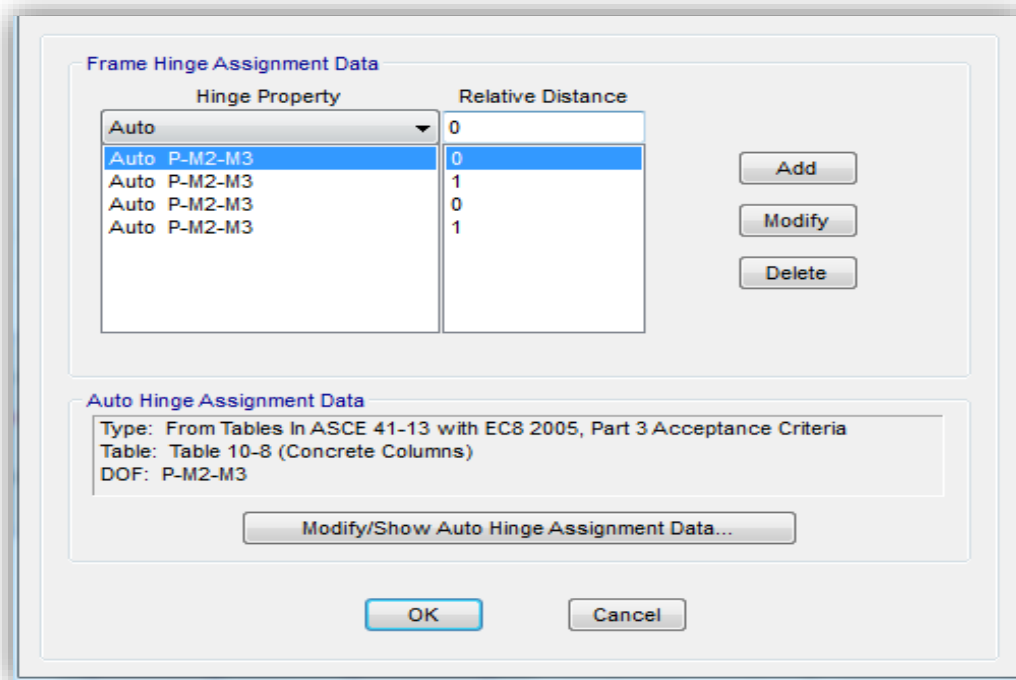 Frame Hinge Assignment Data
Hinge Property Relative Distance
Auto 0
Auto P-M2-M3 0
Auto P-M2-M3 1
Auto P-M2-M3 0
Auto P-M2-M3 1
Add
Modify
Delete
Auto Hinge Assignment Data
Type: From Tables In ASCE 41-13 with EC8 2005, Part 3 Acceptance Criteria
Table: Table 10-8 (Concrete Columns)
DOF: P-M2-M3
Modify/Show Auto Hinge Assignment Data...
OK Cancel